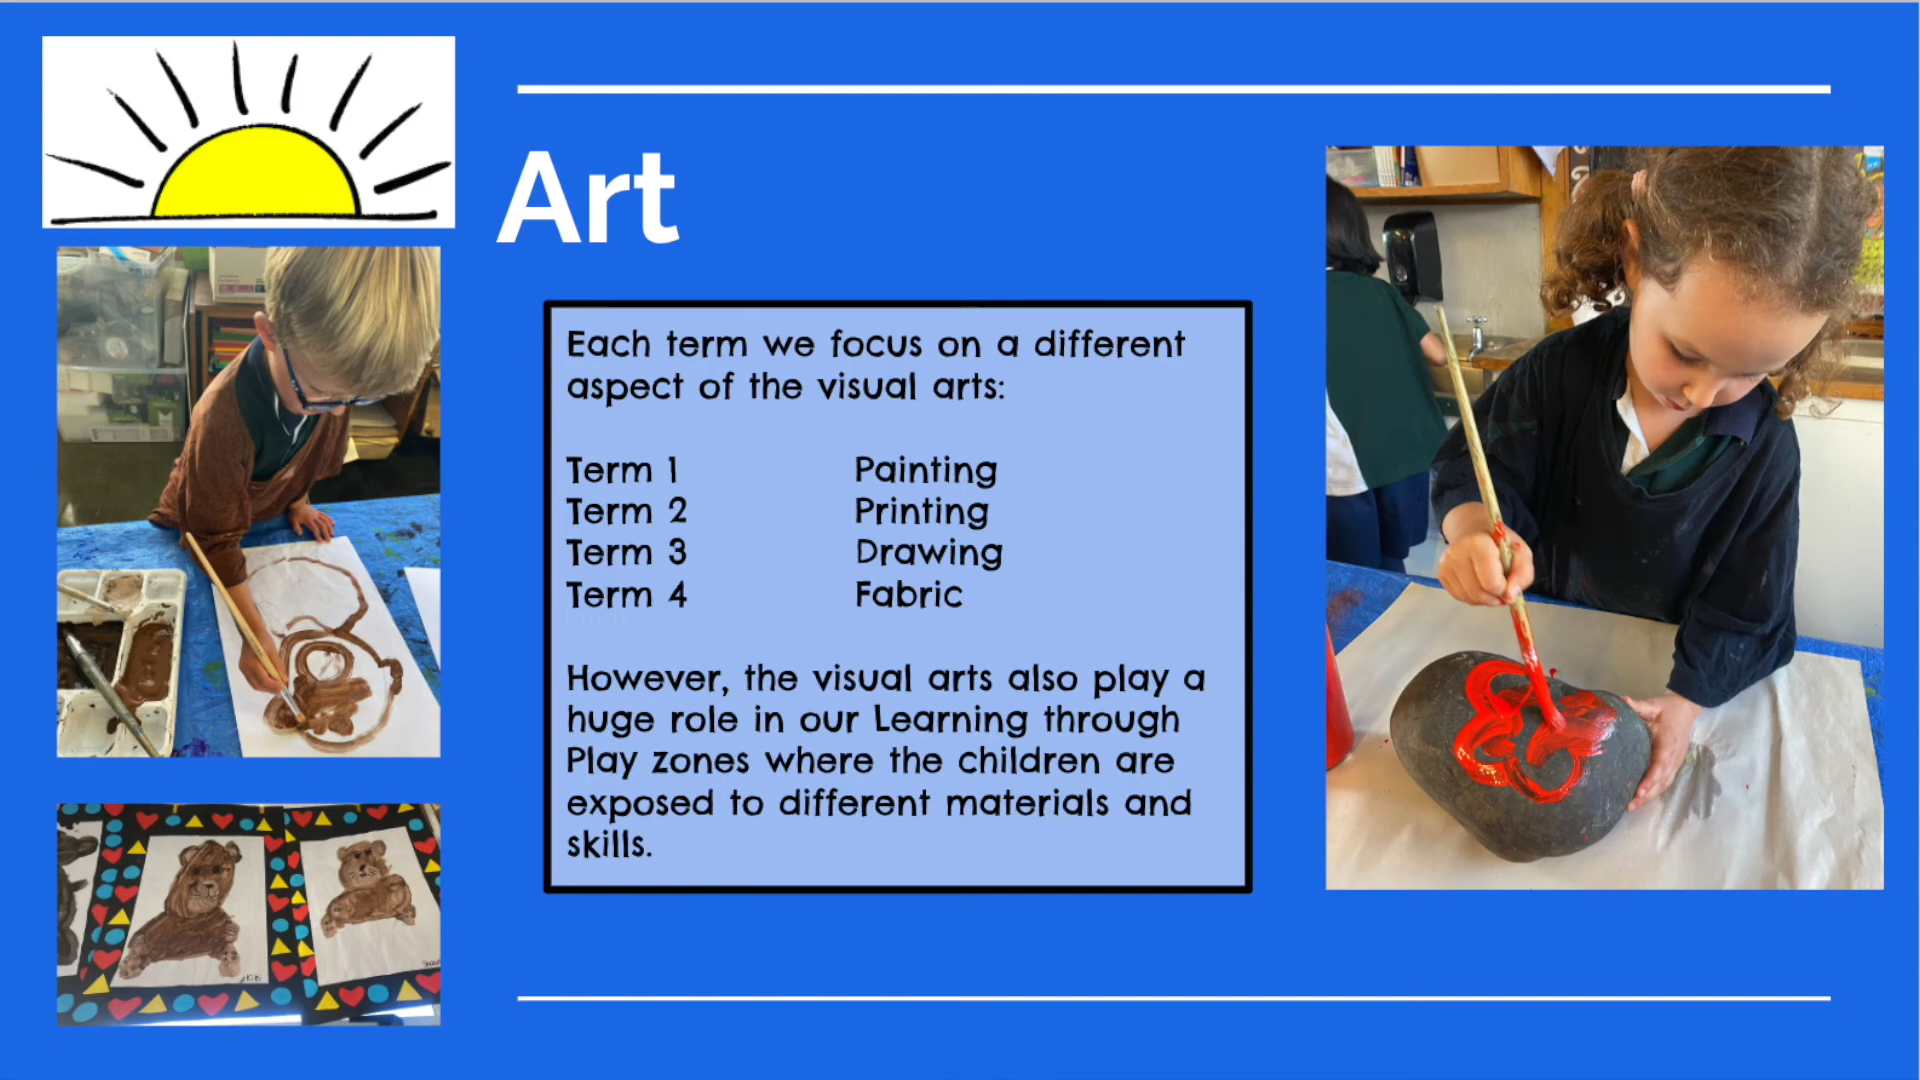 Art
Each term we focus on a different
aspect of the visual arts:
Term 1 Painting
Term 2 Printing
Term 3 Drawing
Term 4 Fabric
However, the visual arts also play a
huge role in our Learning through
Play zones where the children are
exposed to different materials and
skills.